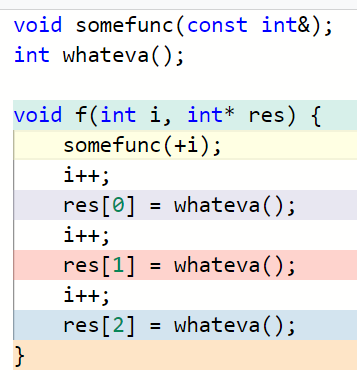 void somefunc(const int&);
int whateva();

void f(int i, int* res) {
    somefunc(+i);
    i++;
    res[0] = whateva();
    i++;
    res[1] = whateva();
    i++;
    res[2] = whateva();
}